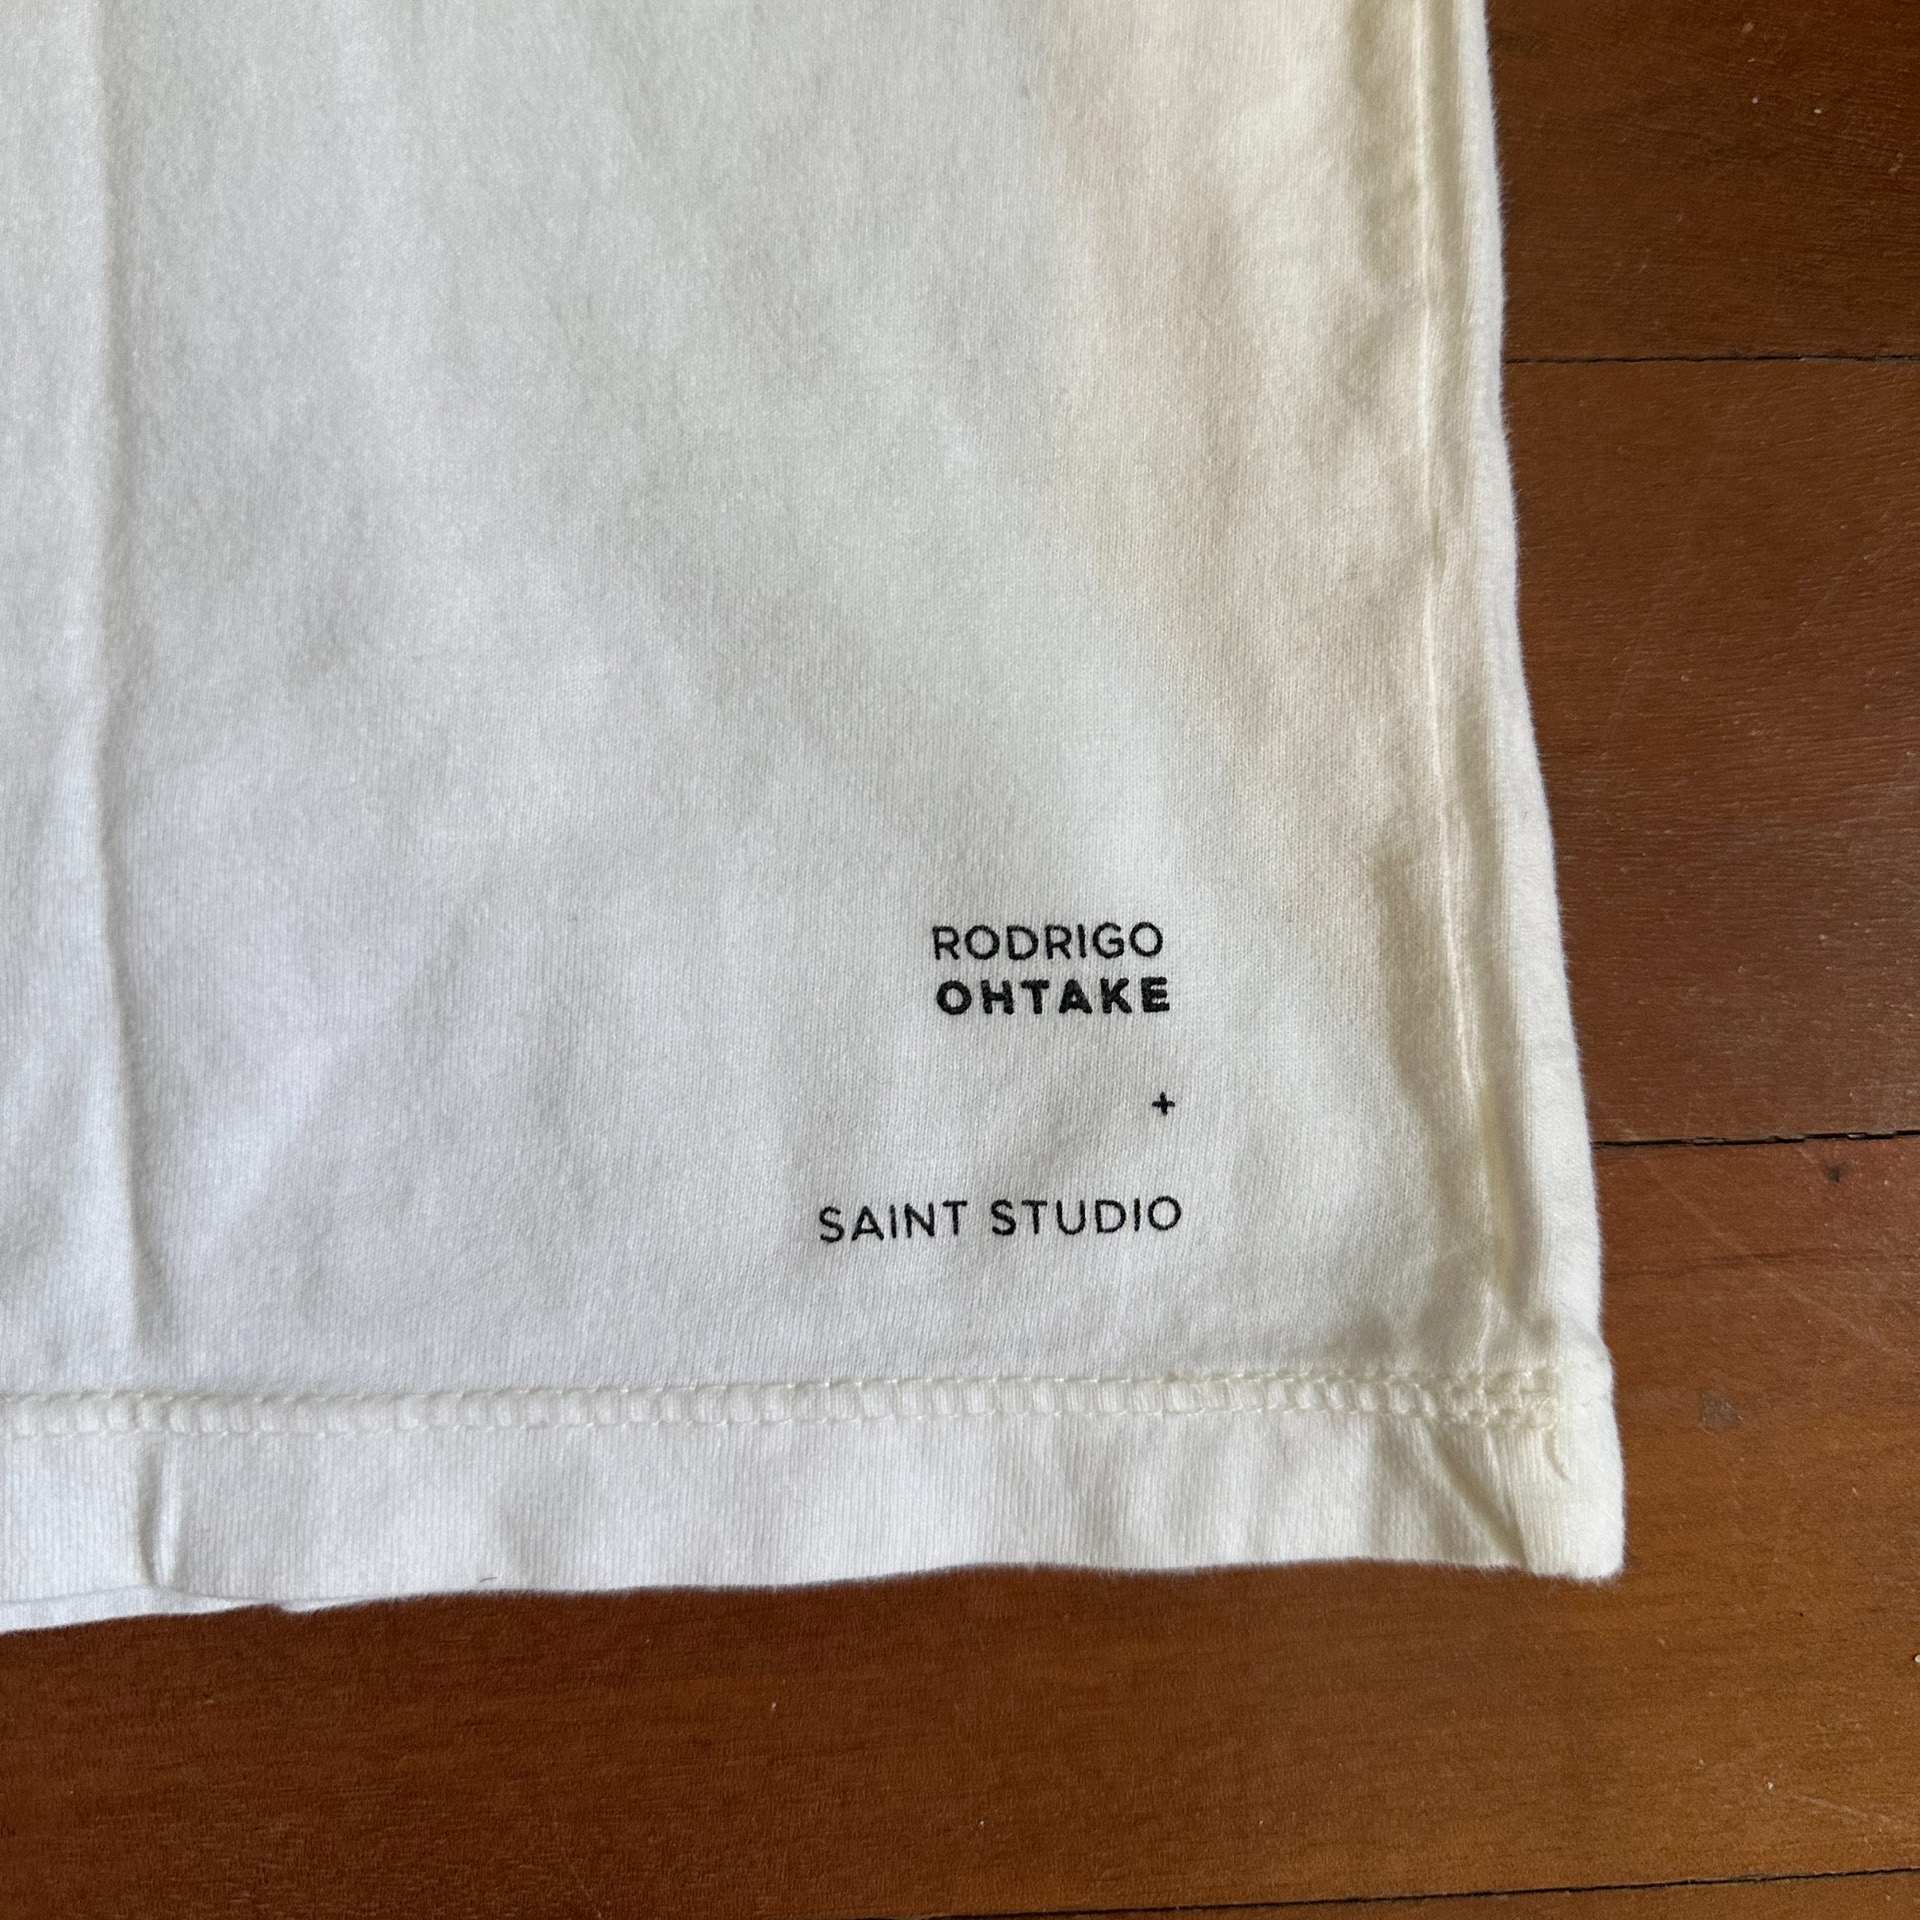 RODRIGO
OHTAKE
+
SAINT STUDIO